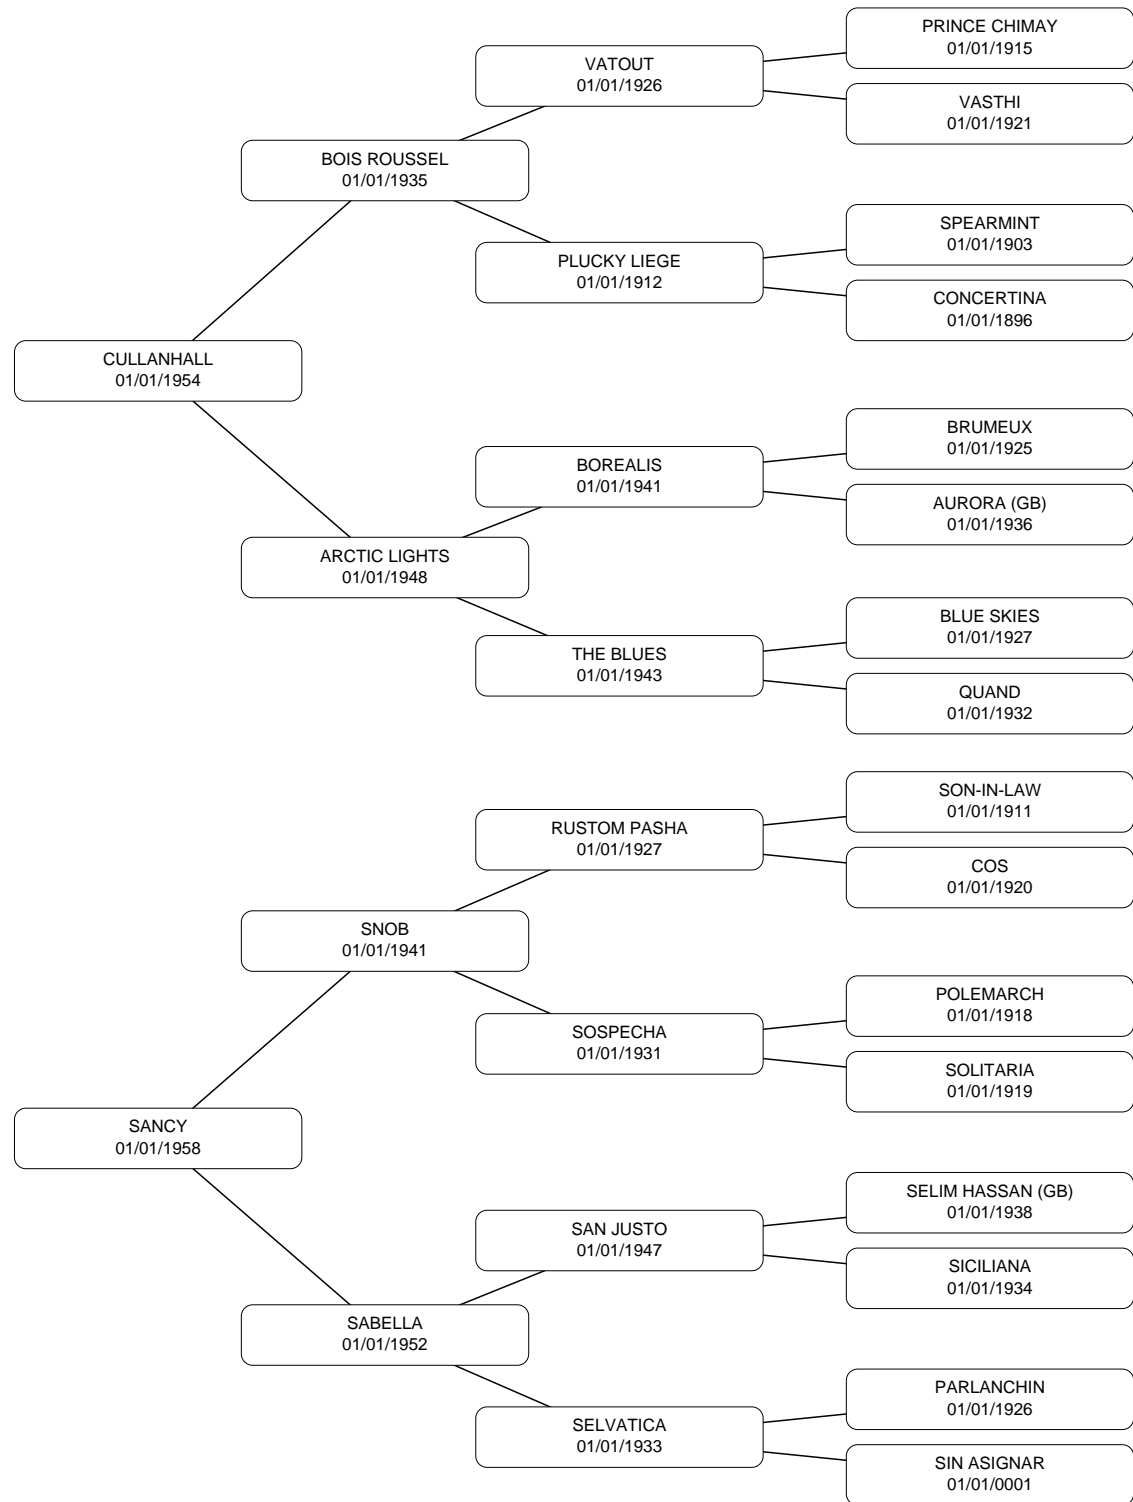 PRINCE CHIMAY
01/01/1915
VATOUT
01/01/1926
VASTHI
01/01/1921
BOIS ROUSSEL
01/01/1935
SPEARMINT
01/01/1903
PLUCKY LIEGE
01/01/1912
CONCERTINA
01/01/1896
CULLANHALL
01/01/1954
BRUMEUX
01/01/1925
BOREALIS
01/01/1941
AURORA (GB)
01/01/1936
ARCTIC LIGHTS
01/01/1948
BLUE SKIES
01/01/1927
THE BLUES
01/01/1943
QUAND
01/01/1932
SON-IN-LAW
01/01/1911
RUSTOM PASHA
01/01/1927
COS
01/01/1920
SNOB
01/01/1941
POLEMARCH
01/01/1918
SOSPECHA
01/01/1931
SOLITARIA
01/01/1919
SANCY
01/01/1958
SELIM HASSAN (GB)
01/01/1938
SAN JUSTO
01/01/1947
SICILIANA
01/01/1934
SABELLA
01/01/1952
PARLANCHIN
01/01/1926
SELVATICA
01/01/1933
SIN ASIGNAR
01/01/0001